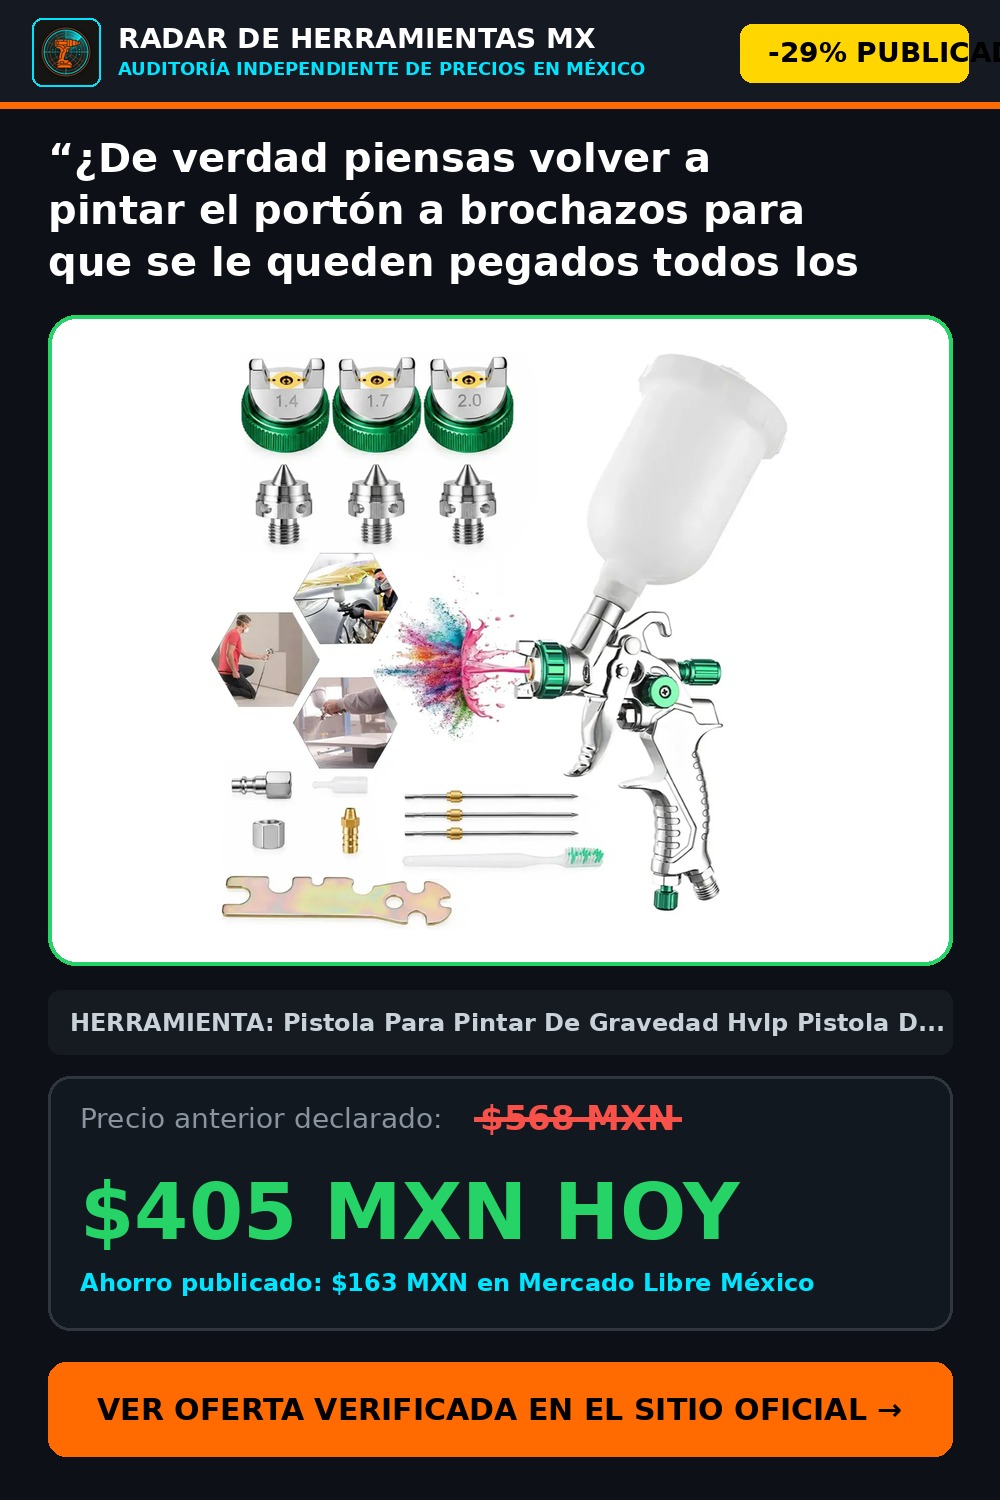 RADAR DE HERRAMIENTAS MX
AUDITORÍA INDEPENDIENTE DE PRECIOS EN MÉXICO
-29% PUBLICA
“¿De verdad piensas volver a
pintar el portón a brochazos para
que se le queden pegados todos los
1.4 1.7 2.0
HERRAMIENTA: Pistola Para Pintar De Gravedad Hvlp Pistola D...
Precio anterior declarado: $568 MXN
$405 MXN HOY
Ahorro publicado: $163 MXN en Mercado Libre México
VER OFERTA VERIFICADA EN EL SITIO OFICIAL →